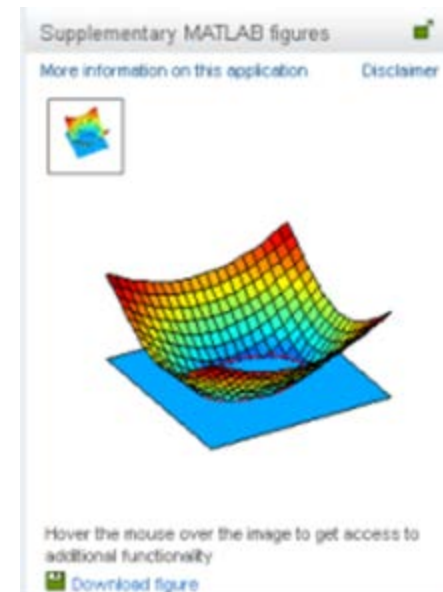 Supplementary MATLAB figures
More information on this application Disclaimer
Hover the mouse over the image to get access to
additional functionality
Download figure